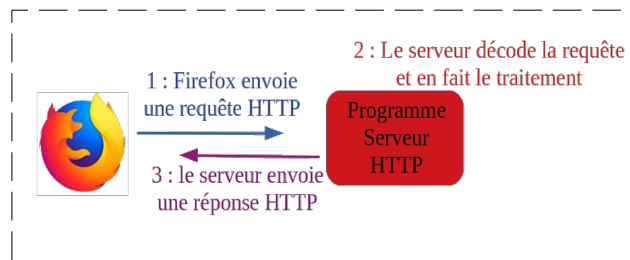 1 : Firefox envoie
une requête HTTP
2 : Le serveur décode la requête
et en fait le traitement
Programme
Serveur
HTTP
3 : le serveur envoie
une réponse HTTP